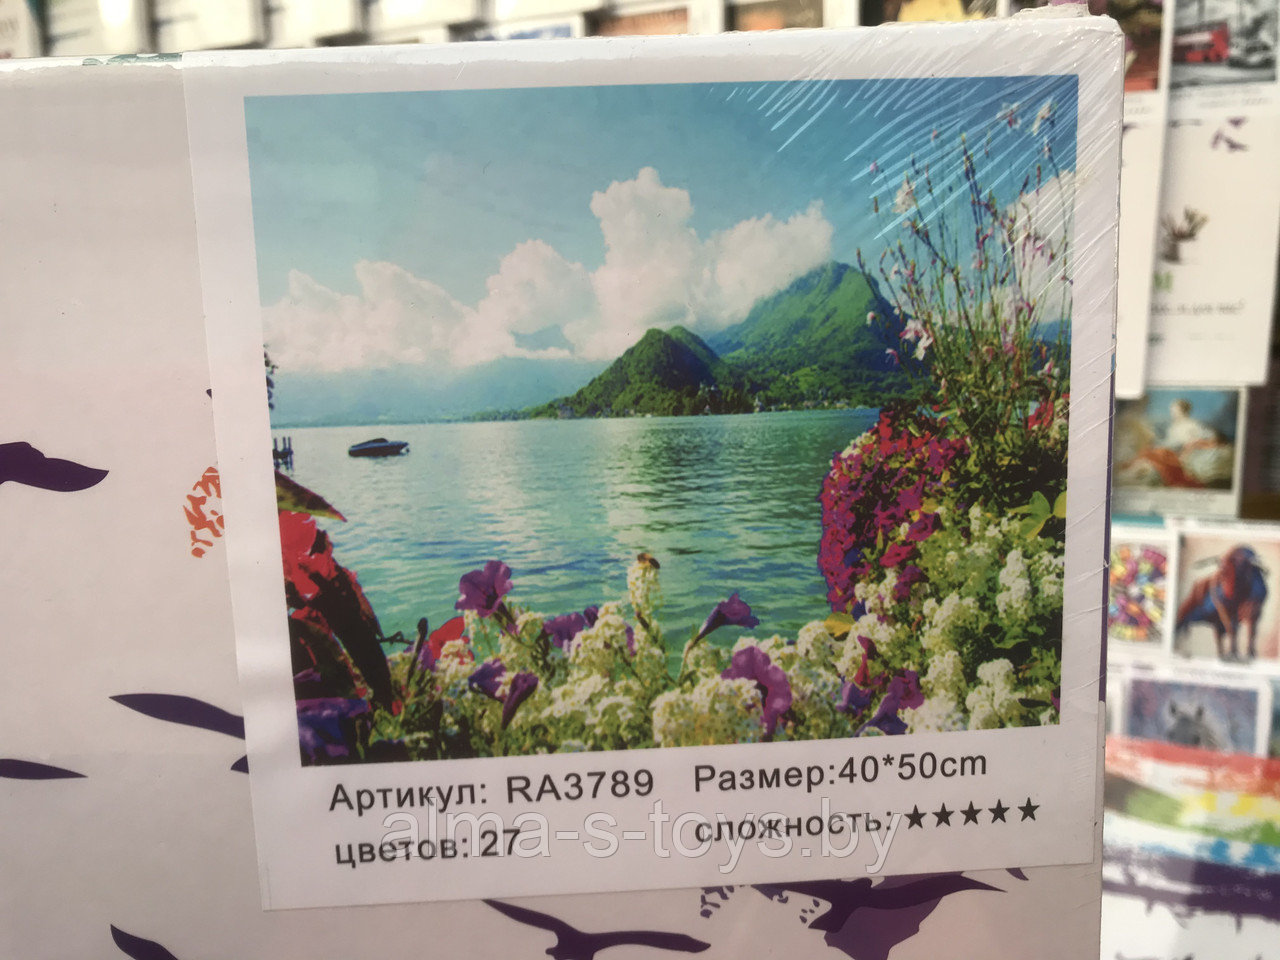 Артикул: RA3789 Размер:40*50cm
цветов: 27 сложность: ★★★★★
alma-s-toys.by